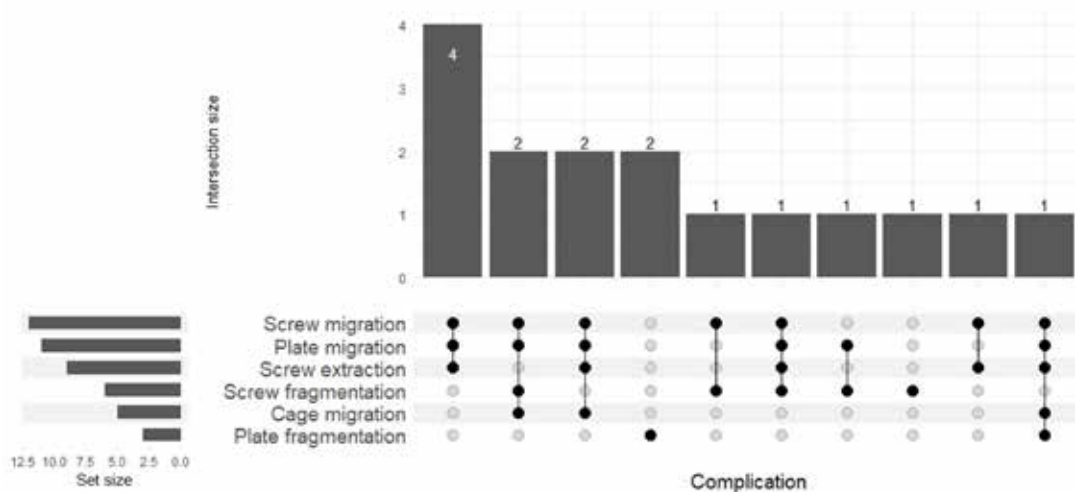 4
3
2
1
0
Intersection size
4
2
2
2
1
1
1
1
1
1
Screw migration
Plate migration
Screw extraction
Screw fragmentation
Cage migration
Plate fragmentation
12.5 10.0 7.5 5.0 2.5 0.0
Set size
Complication